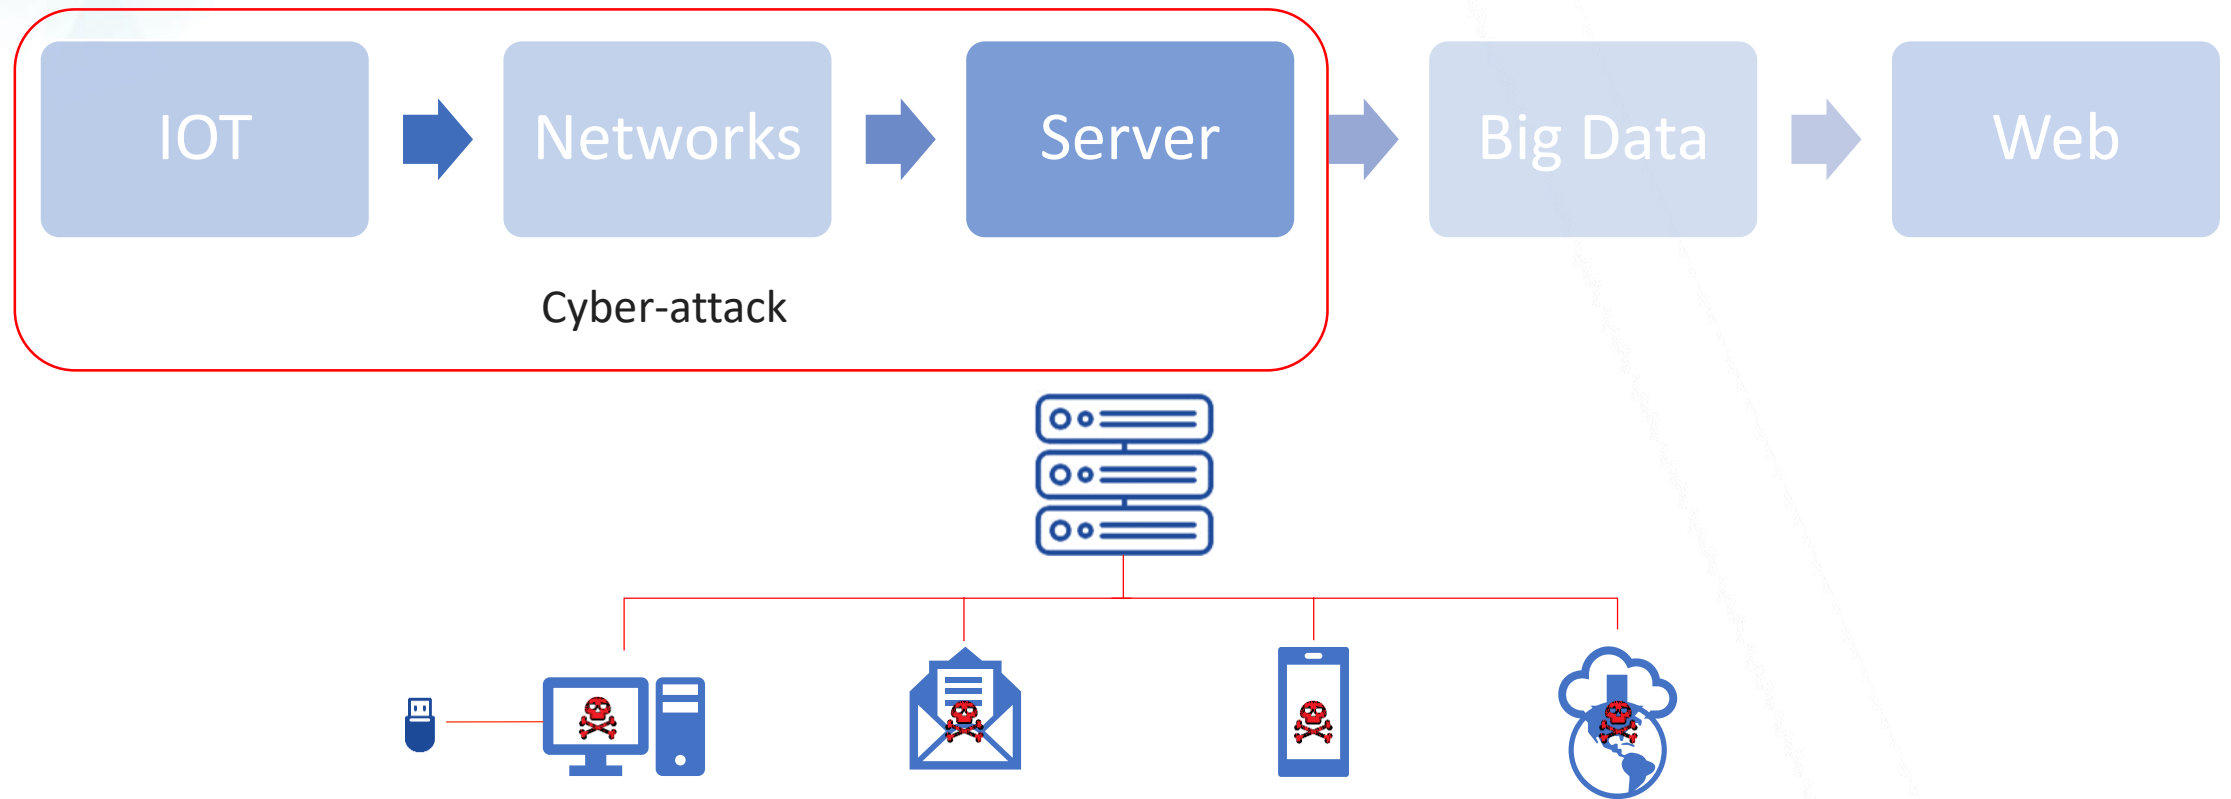 IOT
Networks
Server
Big Data
Web
Cyber-attack